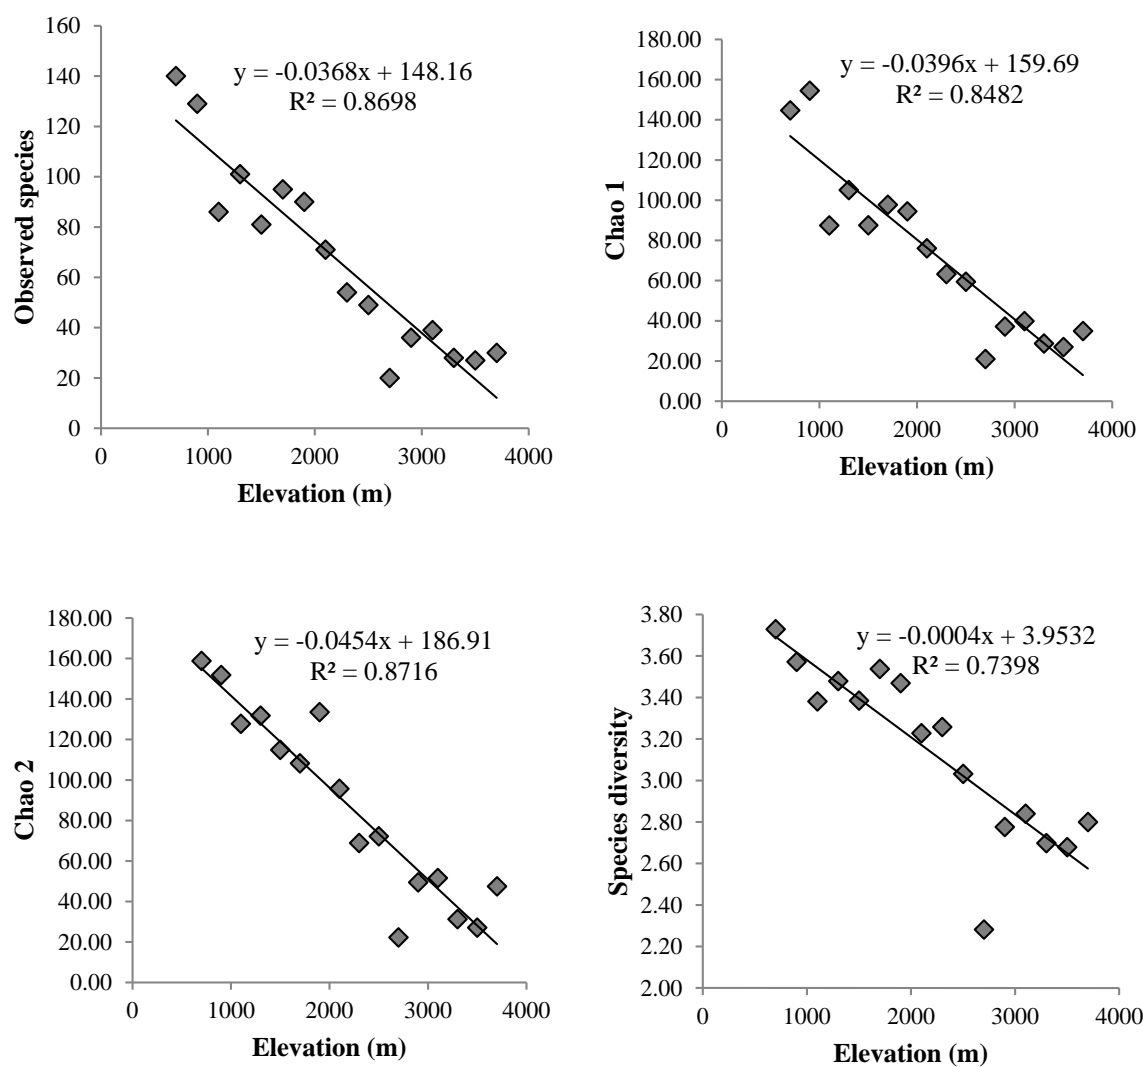 y = -0.0368x + 148.16
R² = 0.8698
160
140
120
100
80
60
40
20
0
Observed species
0 1000 2000 3000 4000
Elevation (m)
y = -0.0396x + 159.69
R² = 0.8482
180.00
160.00
140.00
120.00
100.00
80.00
60.00
40.00
20.00
0.00
Chao 1
0 1000 2000 3000 4000
Elevation (m)
y = -0.0454x + 186.91
R² = 0.8716
180.00
160.00
140.00
120.00
100.00
80.00
60.00
40.00
20.00
0.00
Chao 2
0 1000 2000 3000 4000
Elevation (m)
y = -0.0004x + 3.9532
R² = 0.7398
3.80
3.60
3.40
3.20
3.00
2.80
2.60
2.40
2.20
2.00
Species diversity
0 1000 2000 3000 4000
Elevation (m)